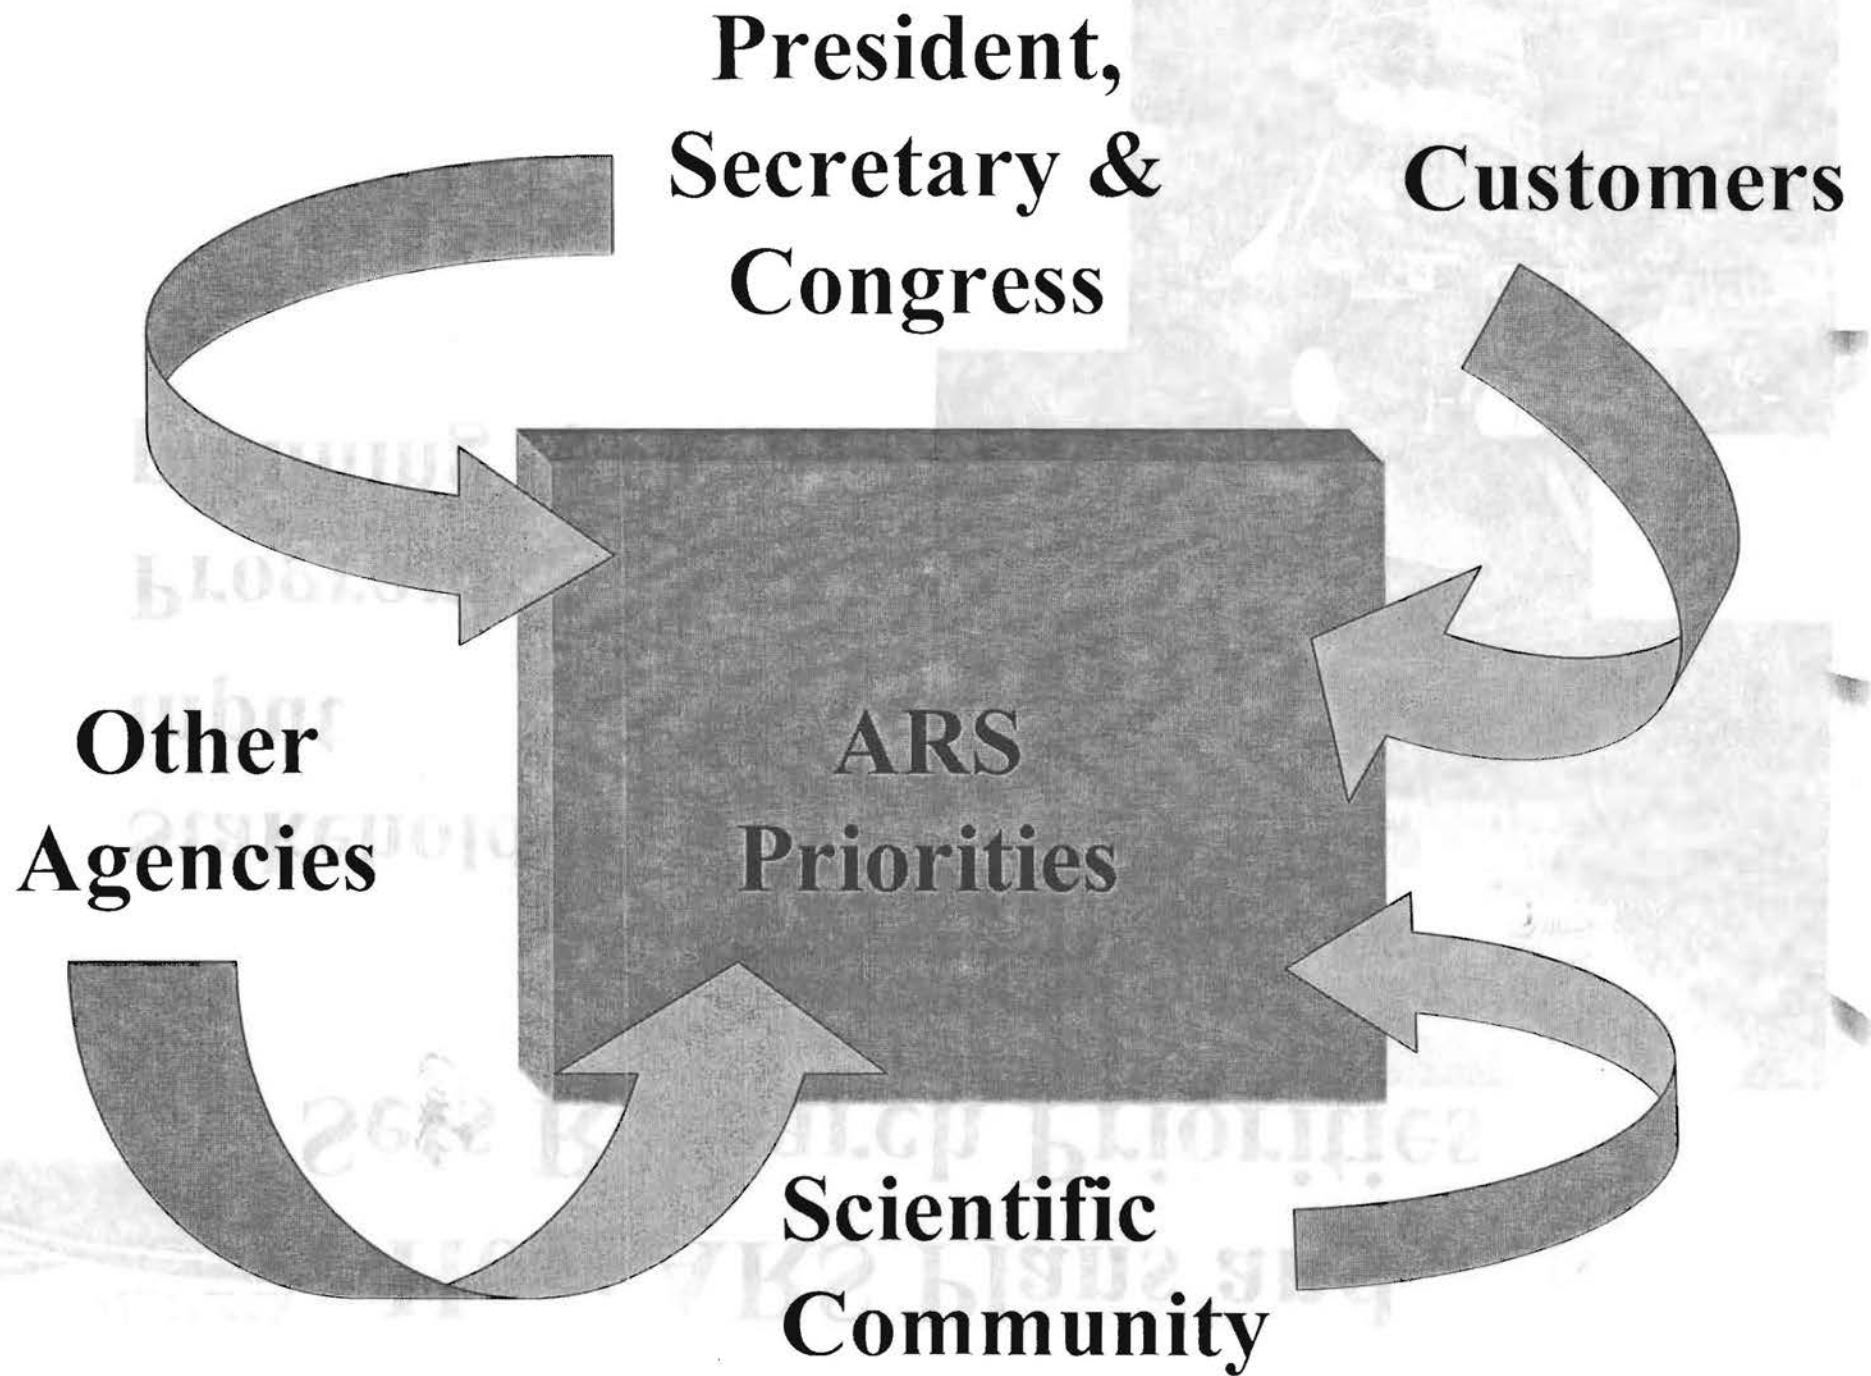 President,
Secretary &
Congress
Customers
Other
Agencies
ARS
Priorities
Scientific
Community